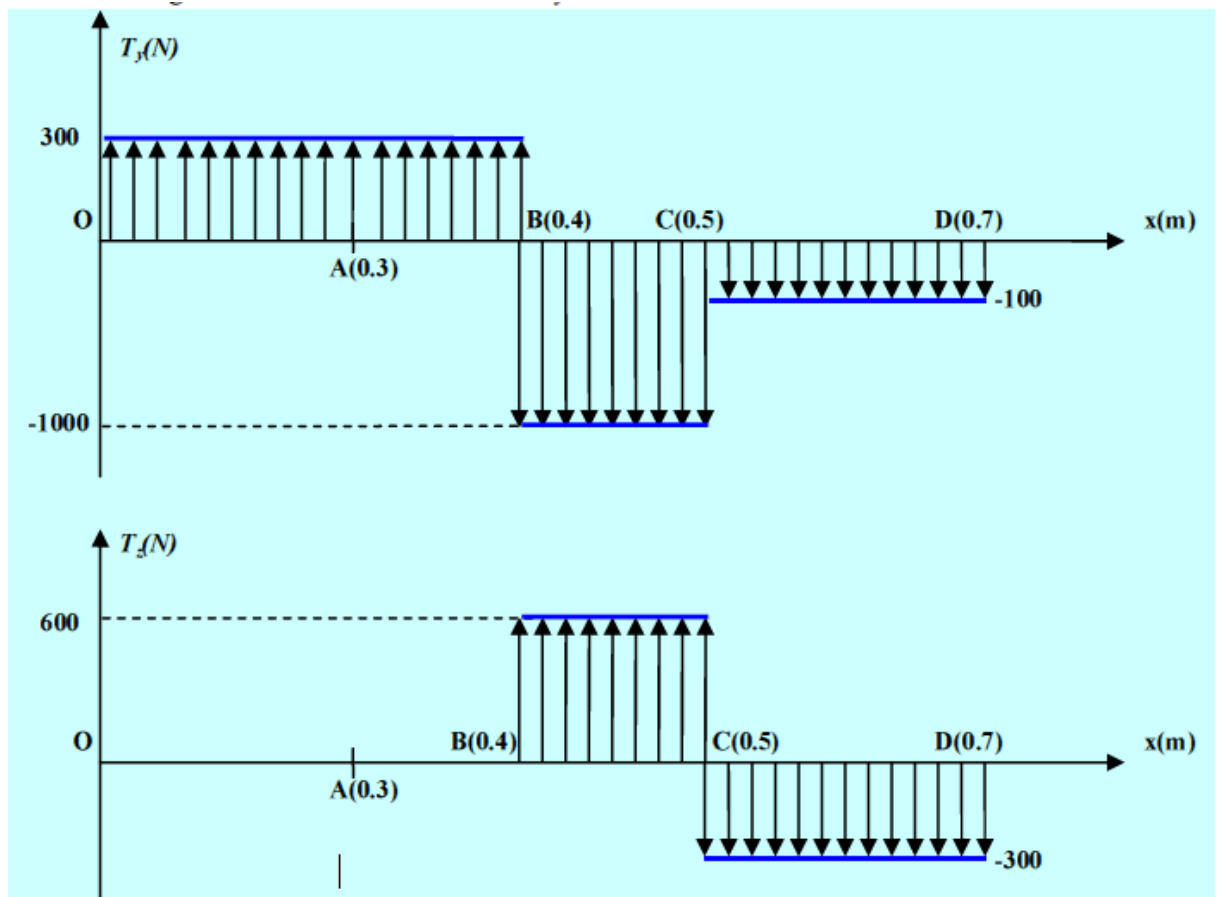 T_y(N)
300
O B(0.4) C(0.5) D(0.7) x(m)
A(0.3)
-100
-1000
T_z(N)
600
O B(0.4) C(0.5) D(0.7) x(m)
A(0.3)
-300